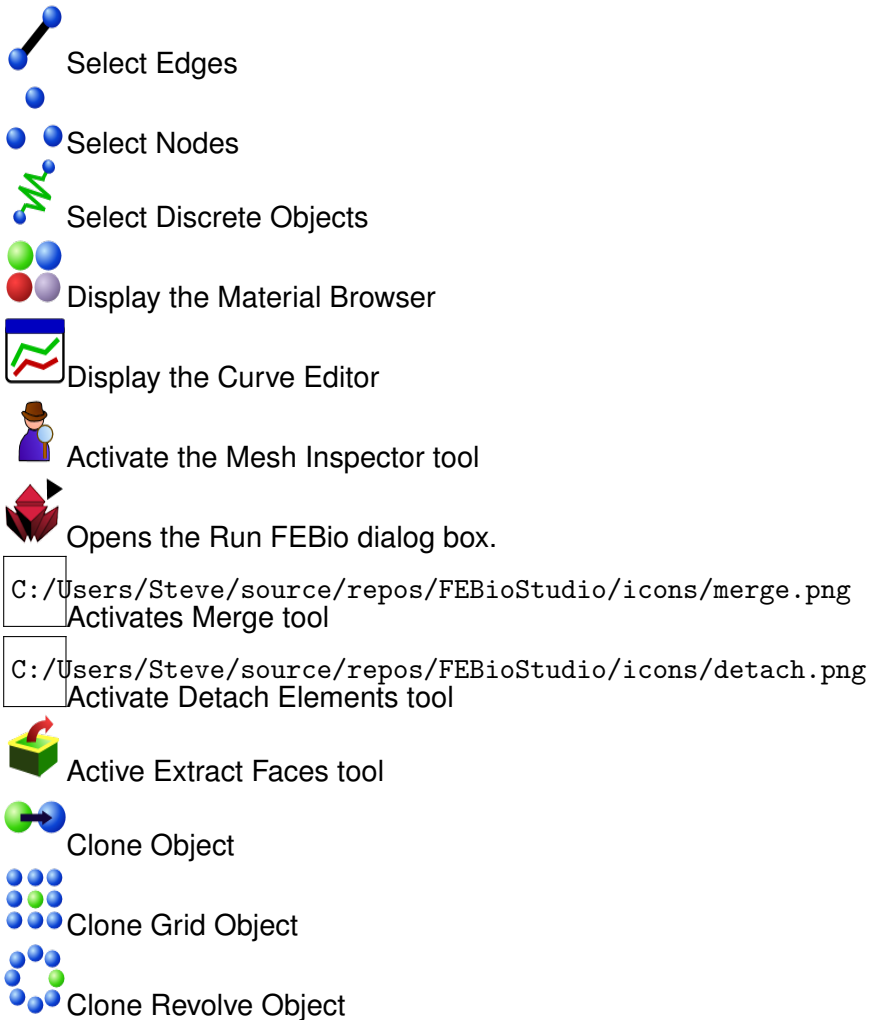 Select Edges
Select Nodes
Select Discrete Objects
Display the Material Browser
Display the Curve Editor
Activate the Mesh Inspector tool
Opens the Run FEBio dialog box.
C:/Users/Steve/source/repos/FEBioStudio/icons/merge.png
Activates Merge tool
C:/Users/Steve/source/repos/FEBioStudio/icons/detach.png
Activate Detach Elements tool
Active Extract Faces tool
Clone Object
Clone Grid Object
Clone Revolve Object